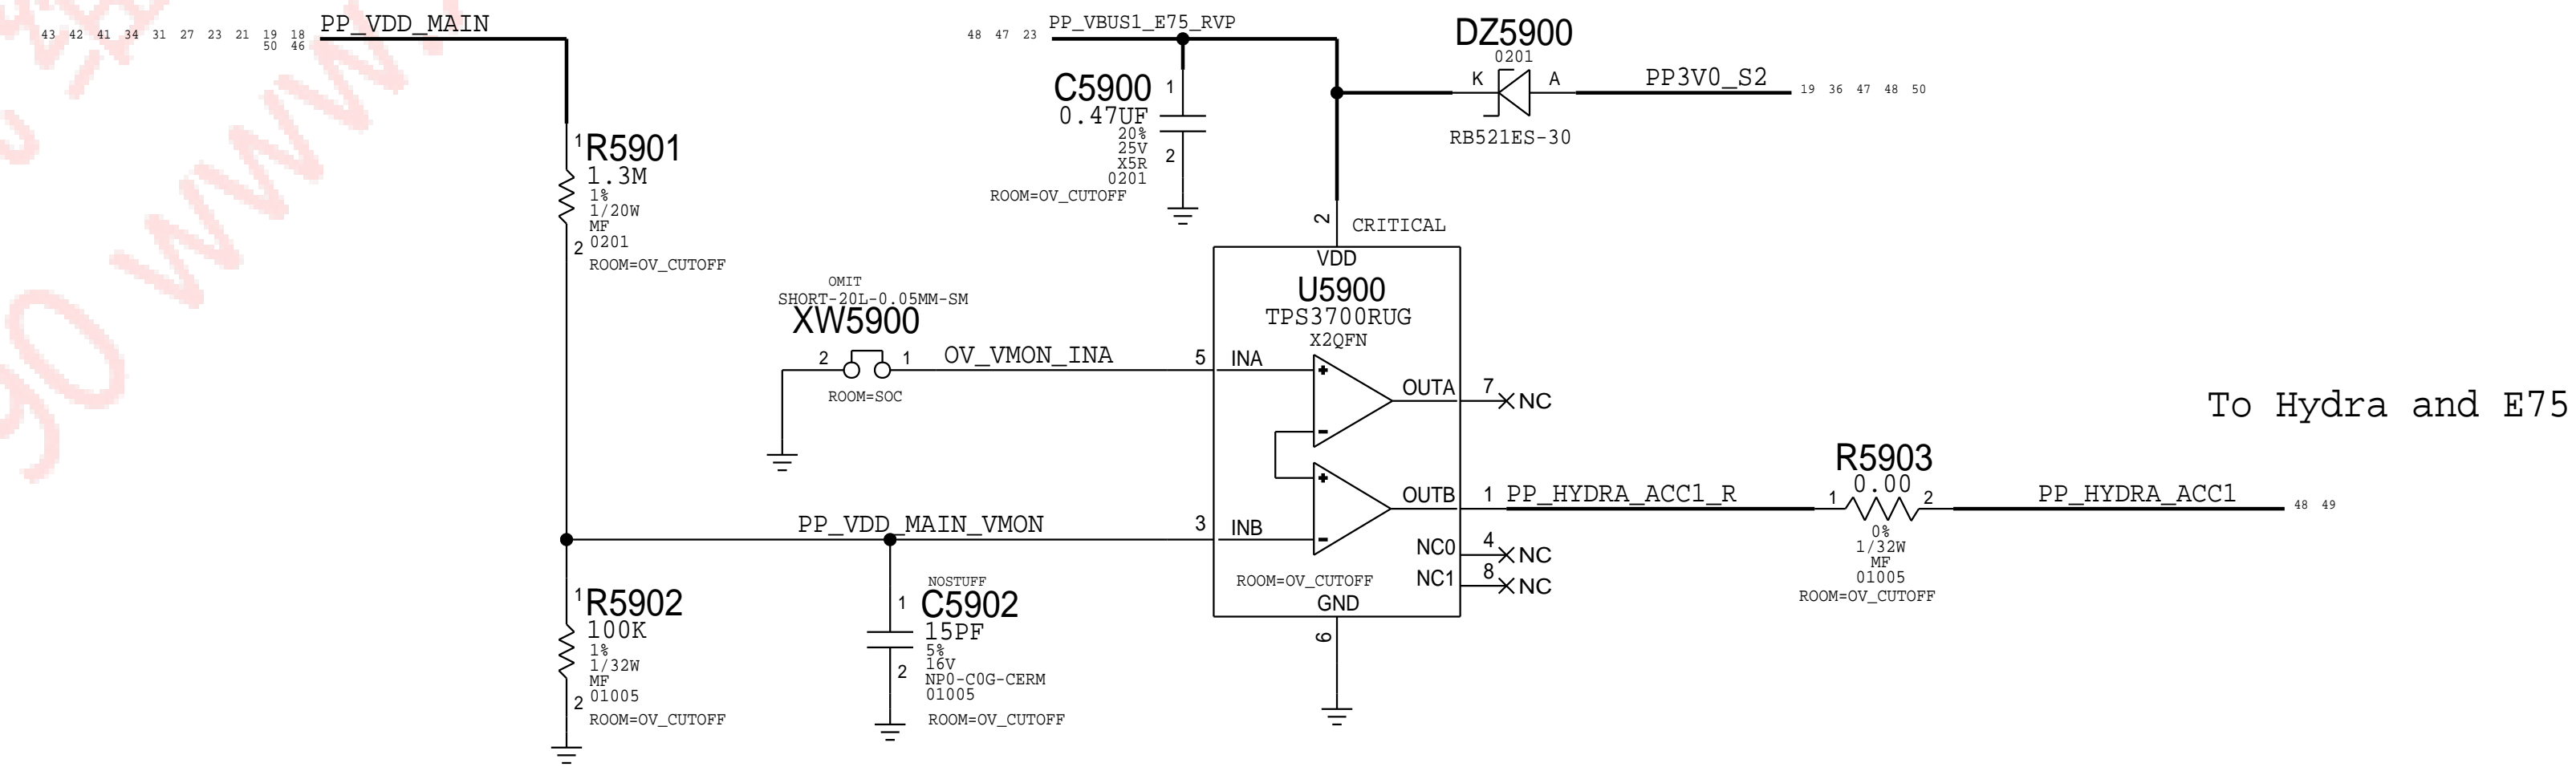 43 42 41 34 31 27 23 21 19 18 PP_VDD_MAIN
50 46
1 R5901
1.3M
1%
1/20W
MF
2 0201
ROOM=OV_CUTOFF
48 47 23 PP_VBUS1_E75_RVP
C5900 1
0.47UF
20%
25V
X5R 2
0201
ROOM=OV_CUTOFF
DZ5900
0201
K A
RB521ES-30
PP3V0_S2 19 36 47 48 50
2 CRITICAL
VDD
U5900
TPS3700RUG
X2QFN
OMIT
SHORT-20L-0.05MM-SM
XW5900
2 1 OV_VMON_INA 5 INA
ROOM=SOC
+
-
OUTA 7 NC
+
-
OUTB 1 PP_HYDRA_ACC1_R
To Hydra and E75
R5903
0.00
1 2
0%
1/32W
MF
01005
ROOM=OV_CUTOFF
PP_HYDRA_ACC1 48 49
PP_VDD_MAIN_VMON 3 INB
NC0 4 NC
NC1 8 NC
ROOM=OV_CUTOFF
GND
6
1 R5902
100K
1%
1/32W
MF
2 01005
ROOM=OV_CUTOFF
NOSTUFF
1 C5902
15PF
5%
16V
2 NP0-C0G-CERM
01005
ROOM=OV_CUTOFF
90 www.